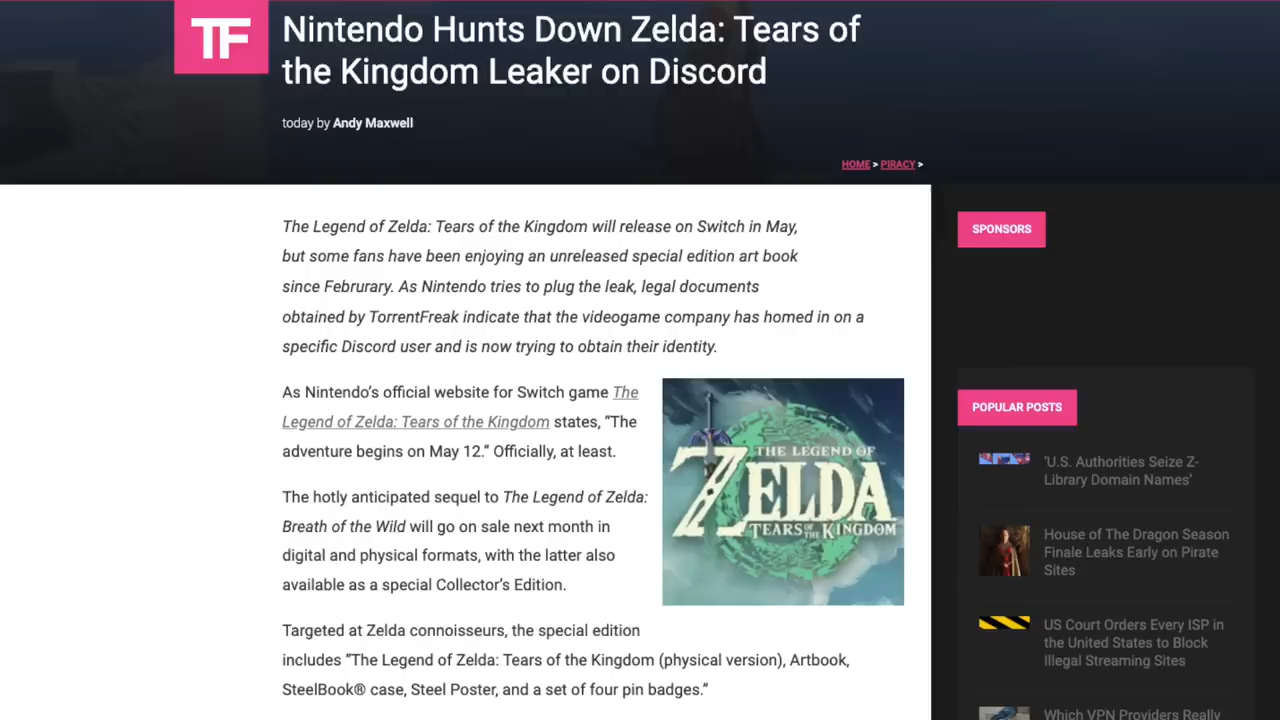 TF
Nintendo Hunts Down Zelda: Tears of
the Kingdom Leaker on Discord
today by Andy Maxwell
HOME > PIRACY >
The Legend of Zelda: Tears of the Kingdom will release on Switch in May,
but some fans have been enjoying an unreleased special edition art book
since Februrary. As Nintendo tries to plug the leak, legal documents
obtained by TorrentFreak indicate that the videogame company has homed in on a
specific Discord user and is now trying to obtain their identity.
As Nintendo’s official website for Switch game The
Legend of Zelda: Tears of the Kingdom states, “The
adventure begins on May 12.” Officially, at least.
The hotly anticipated sequel to The Legend of Zelda:
Breath of the Wild will go on sale next month in
digital and physical formats, with the latter also
available as a special Collector’s Edition.
THE LEGEND OF
ZELDA
TEARS OF THE KINGDOM
Targeted at Zelda connoisseurs, the special edition
includes “The Legend of Zelda: Tears of the Kingdom (physical version), Artbook,
SteelBook® case, Steel Poster, and a set of four pin badges.”
SPONSORS
POPULAR POSTS
‘U.S. Authorities Seize Z-
Library Domain Names’
House of The Dragon Season
Finale Leaks Early on Pirate
Sites
US Court Orders Every ISP in
the United States to Block
Illegal Streaming Sites
Which VPN Providers Really